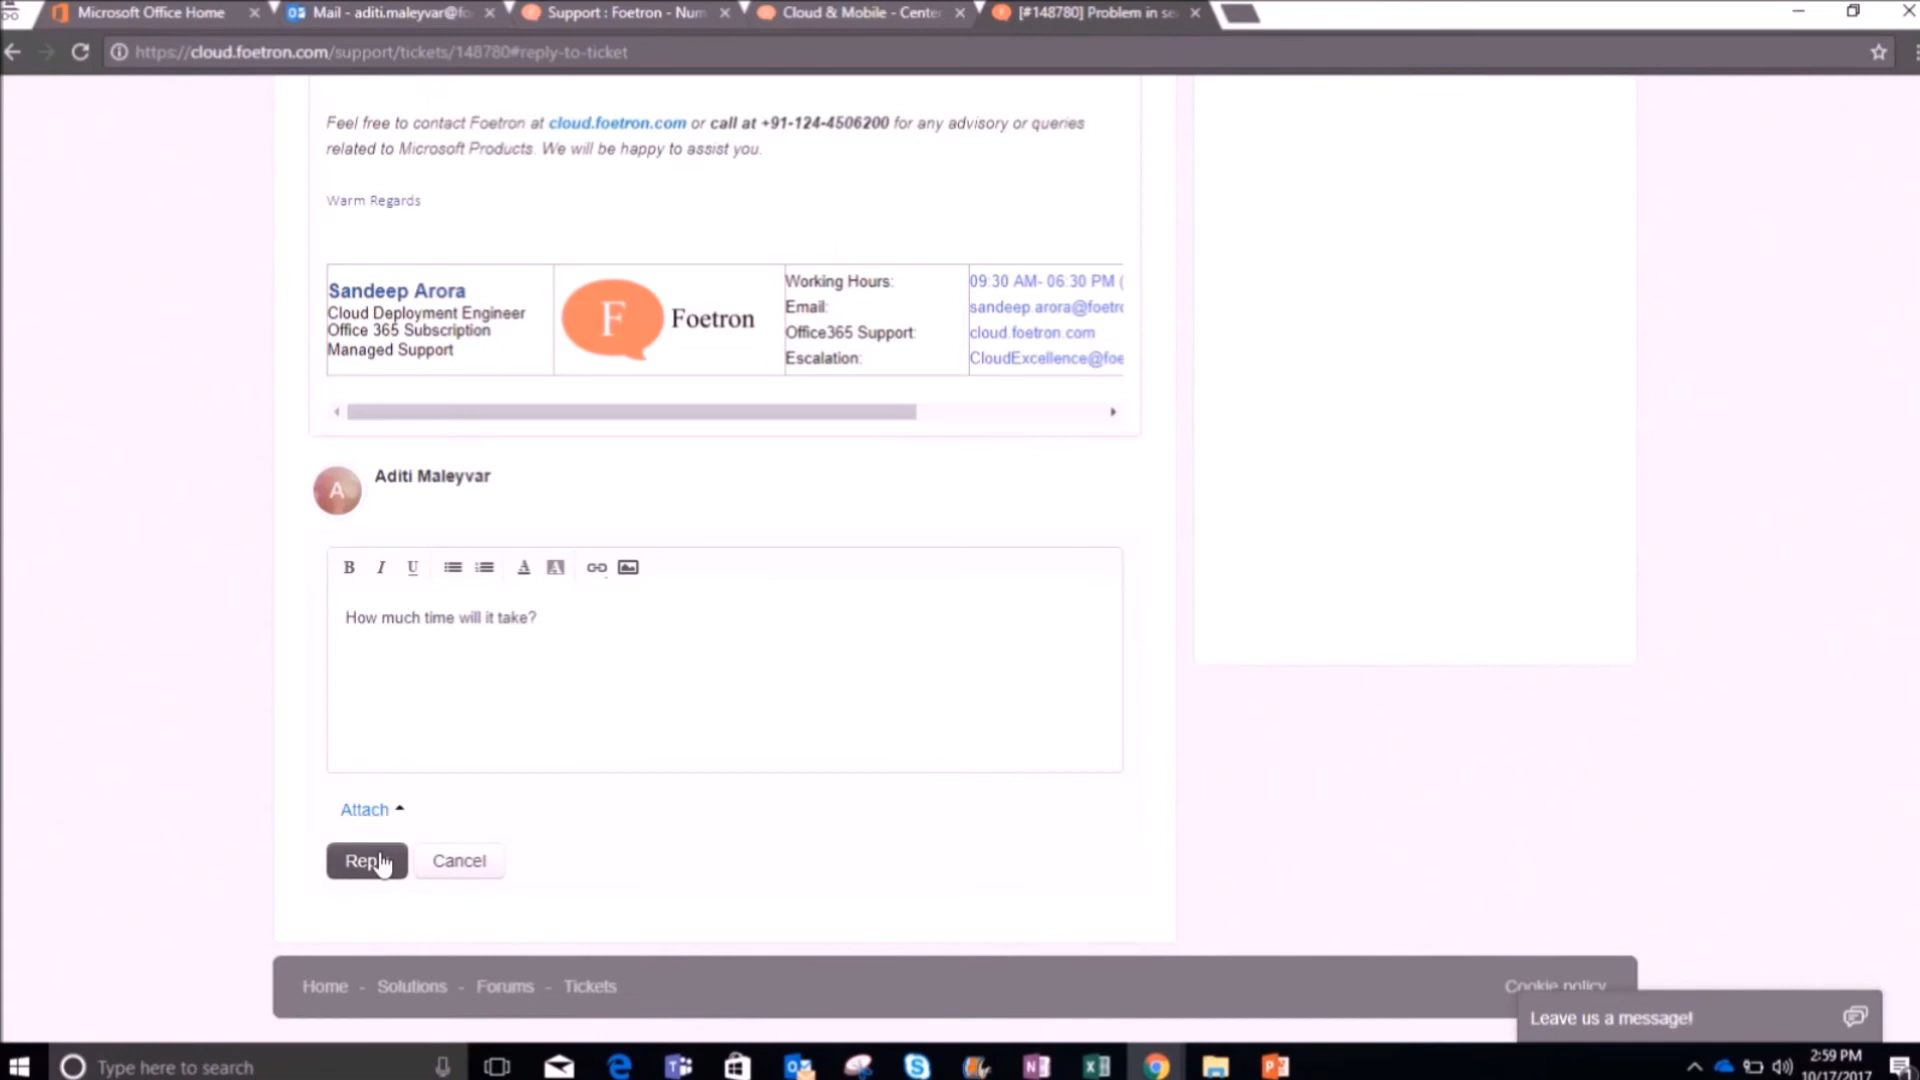 Microsoft Office Home
Mail - aditi.maleyvar@fo
Support : Foetron - Num
Cloud & Mobile - Center
[#148780] Problem in se
https://cloud.foetron.com/support/tickets/148780#reply-to-ticket
Feel free to contact Foetron at cloud.foetron.com or call at +91-124-4506200 for any advisory or queries
related to Microsoft Products. We will be happy to assist you.
Warm Regards
Sandeep Arora
Cloud Deployment Engineer
Office 365 Subscription
Managed Support
F Foetron
Working Hours: 09:30 AM- 06:30 PM (
Email: sandeep.arora@foetr
Office365 Support: cloud.foetron.com
Escalation: CloudExcellence@foe
A Aditi Maleyvar
B I U A A
How much time will it take?
Attach
Rep
Cancel
Home - Solutions - Forums - Tickets
Cookie policy
Leave us a message!
Type here to search
2:59 PM
10/17/2017